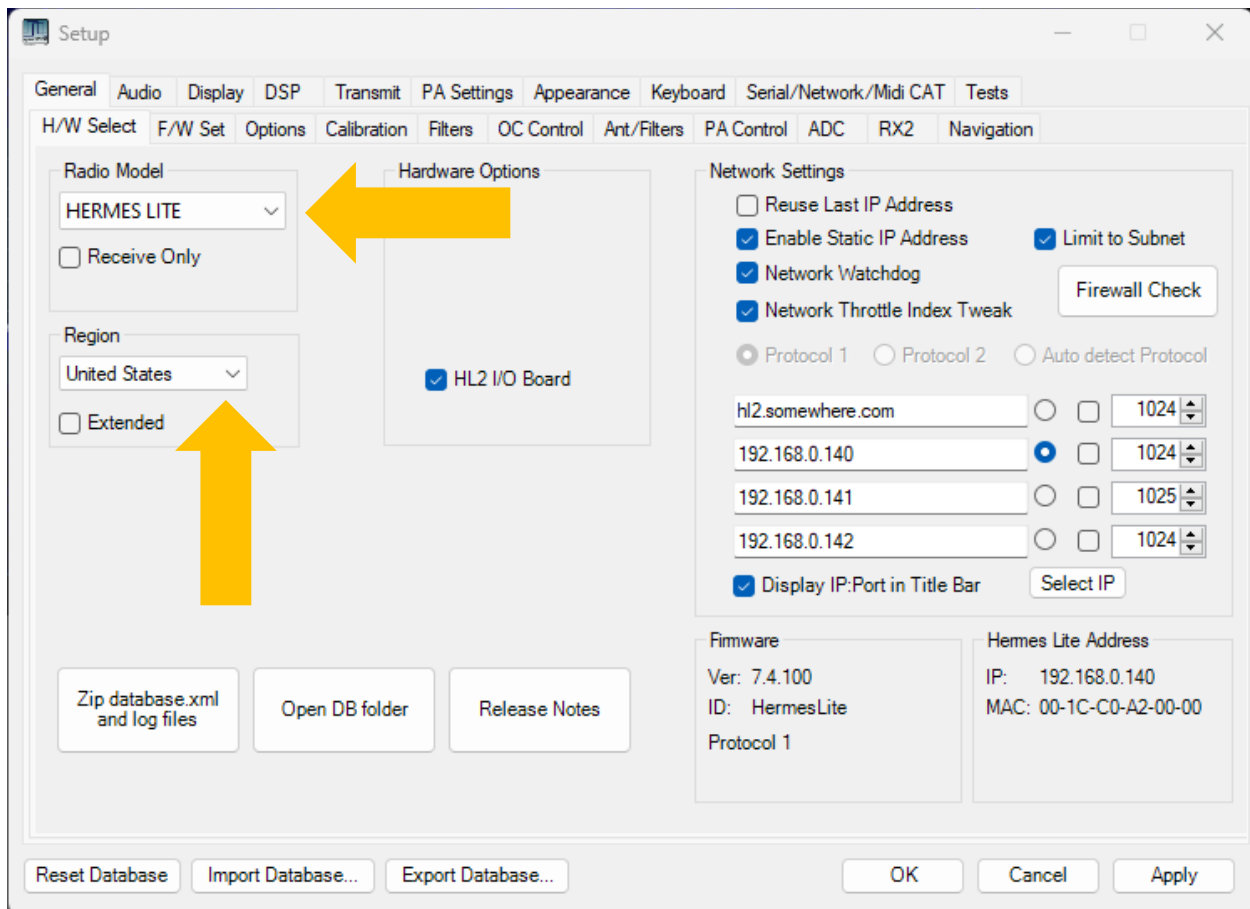 Setup
General Audio Display DSP Transmit PA Settings Appearance Keyboard Serial/Network/Midi CAT Tests
H/W Select F/W Set Options Calibration Filters OC Control Ant/Filters PA Control ADC RX2 Navigation
Radio Model
HERMES LITE
Receive Only
Region
United States
Extended
Hardware Options
HL2 I/O Board
Network Settings
Reuse Last IP Address
Enable Static IP Address
Limit to Subnet
Network Watchdog
Firewall Check
Network Throttle Index Tweak
Protocol 1 Protocol 2 Auto detect Protocol
hl2.somewhere.com 1024
192.168.0.140 1024
192.168.0.141 1025
192.168.0.142 1024
Display IP:Port in Title Bar
Select IP
Zip database.xml
and log files
Open DB folder
Release Notes
Firmware
Ver: 7.4.100
ID: HermesLite
Protocol 1
Hermes Lite Address
IP: 192.168.0.140
MAC: 00-1C-C0-A2-00-00
Reset Database Import Database... Export Database... OK Cancel Apply